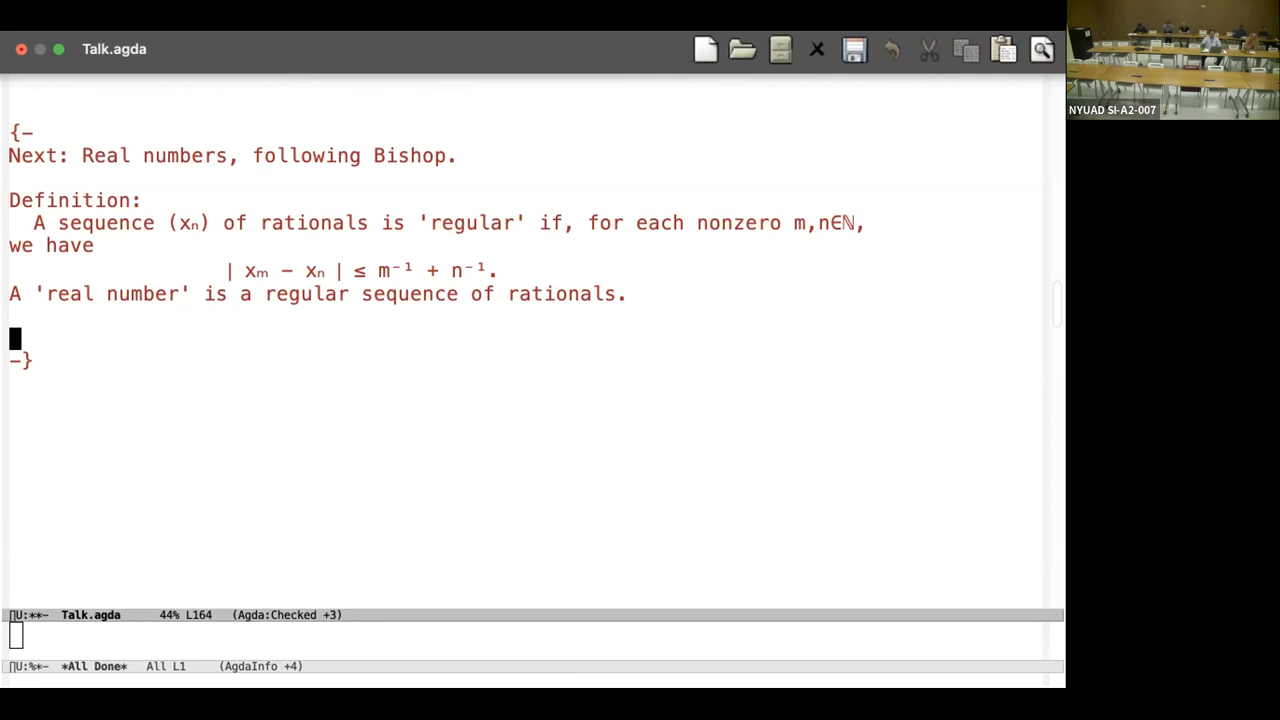 Talk.agda
NYUAD SI-A2-007
{-
Next: Real numbers, following Bishop.
Definition:
A sequence (xₙ) of rationals is 'regular' if, for each nonzero m,n∈ℕ,
we have
| xₘ - xₙ | ≤ m⁻¹ + n⁻¹.
A 'real number' is a regular sequence of rationals.
-}
U:**- Talk.agda 44% L164 (Agda:Checked +3)
U:%*- *All Done* All L1 (AgdaInfo +4)